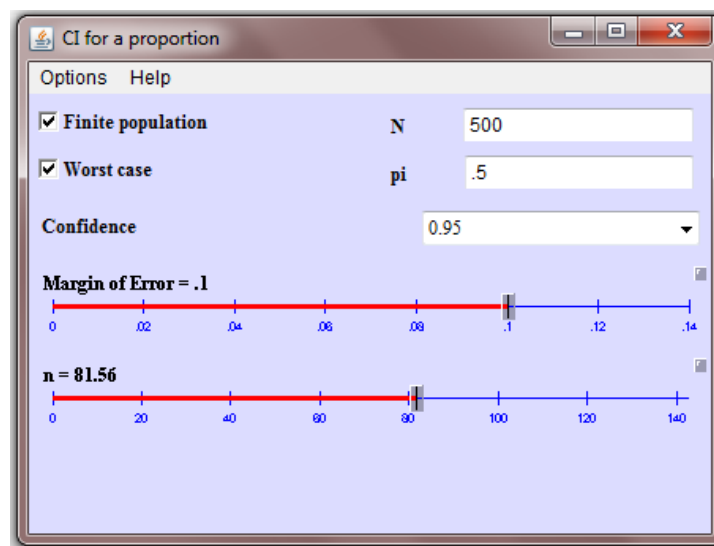 CI for a proportion
Options Help
Finite population N 500
Worst case pi .5
Confidence 0.95
Margin of Error = .1
0 .02 .04 .06 .08 .1 .12 .14
n = 81.56
0 20 40 60 80 100 120 140